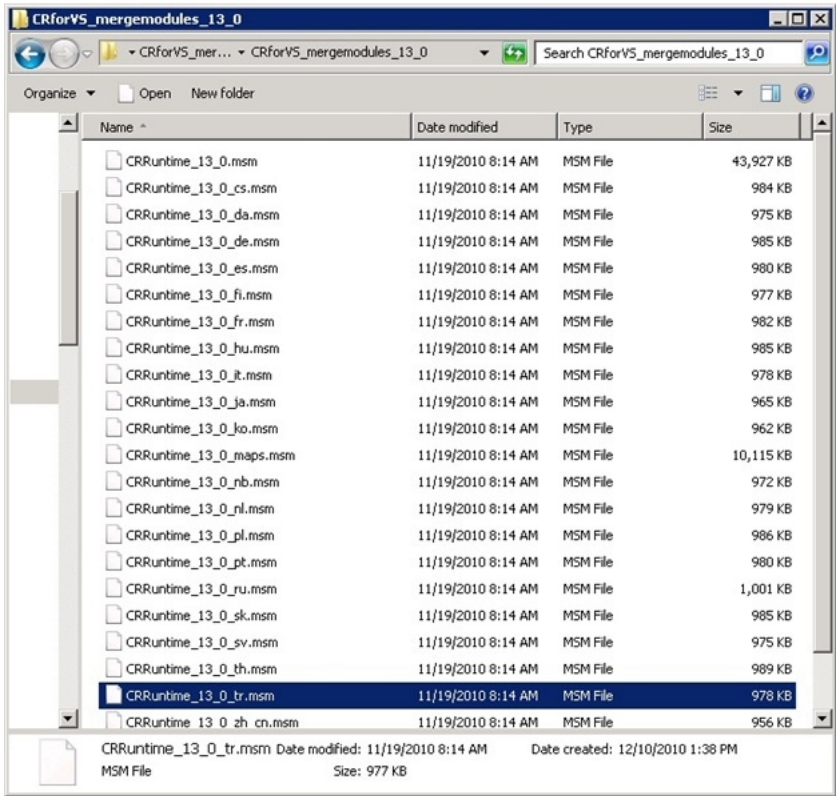 CRforVS_mergemodules_13_0
CRforVS_mer... CRforVS_mergemodules_13_0 Search CRforVS_mergemodules_13_0
Organize Open New folder
Name Date modified Type Size
CRRuntime_13_0.msm 11/19/2010 8:14 AM MSM File 43,927 KB
CRRuntime_13_0_cs.msm 11/19/2010 8:14 AM MSM File 984 KB
CRRuntime_13_0_da.msm 11/19/2010 8:14 AM MSM File 975 KB
CRRuntime_13_0_de.msm 11/19/2010 8:14 AM MSM File 985 KB
CRRuntime_13_0_es.msm 11/19/2010 8:14 AM MSM File 980 KB
CRRuntime_13_0_fi.msm 11/19/2010 8:14 AM MSM File 977 KB
CRRuntime_13_0_fr.msm 11/19/2010 8:14 AM MSM File 982 KB
CRRuntime_13_0_hu.msm 11/19/2010 8:14 AM MSM File 985 KB
CRRuntime_13_0_it.msm 11/19/2010 8:14 AM MSM File 978 KB
CRRuntime_13_0_ja.msm 11/19/2010 8:14 AM MSM File 965 KB
CRRuntime_13_0_ko.msm 11/19/2010 8:14 AM MSM File 962 KB
CRRuntime_13_0_maps.msm 11/19/2010 8:14 AM MSM File 10,115 KB
CRRuntime_13_0_nb.msm 11/19/2010 8:14 AM MSM File 972 KB
CRRuntime_13_0_nl.msm 11/19/2010 8:14 AM MSM File 979 KB
CRRuntime_13_0_pl.msm 11/19/2010 8:14 AM MSM File 986 KB
CRRuntime_13_0_pt.msm 11/19/2010 8:14 AM MSM File 980 KB
CRRuntime_13_0_ru.msm 11/19/2010 8:14 AM MSM File 1,001 KB
CRRuntime_13_0_sk.msm 11/19/2010 8:14 AM MSM File 985 KB
CRRuntime_13_0_sv.msm 11/19/2010 8:14 AM MSM File 975 KB
CRRuntime_13_0_th.msm 11/19/2010 8:14 AM MSM File 989 KB
CRRuntime_13_0_tr.msm 11/19/2010 8:14 AM MSM File 978 KB
CRRuntime_13_0_zh_cn.msm 11/19/2010 8:14 AM MSM File 956 KB
CRRuntime_13_0_tr.msm Date modified: 11/19/2010 8:14 AM Date created: 12/10/2010 1:38 PM
MSM File Size: 977 KB